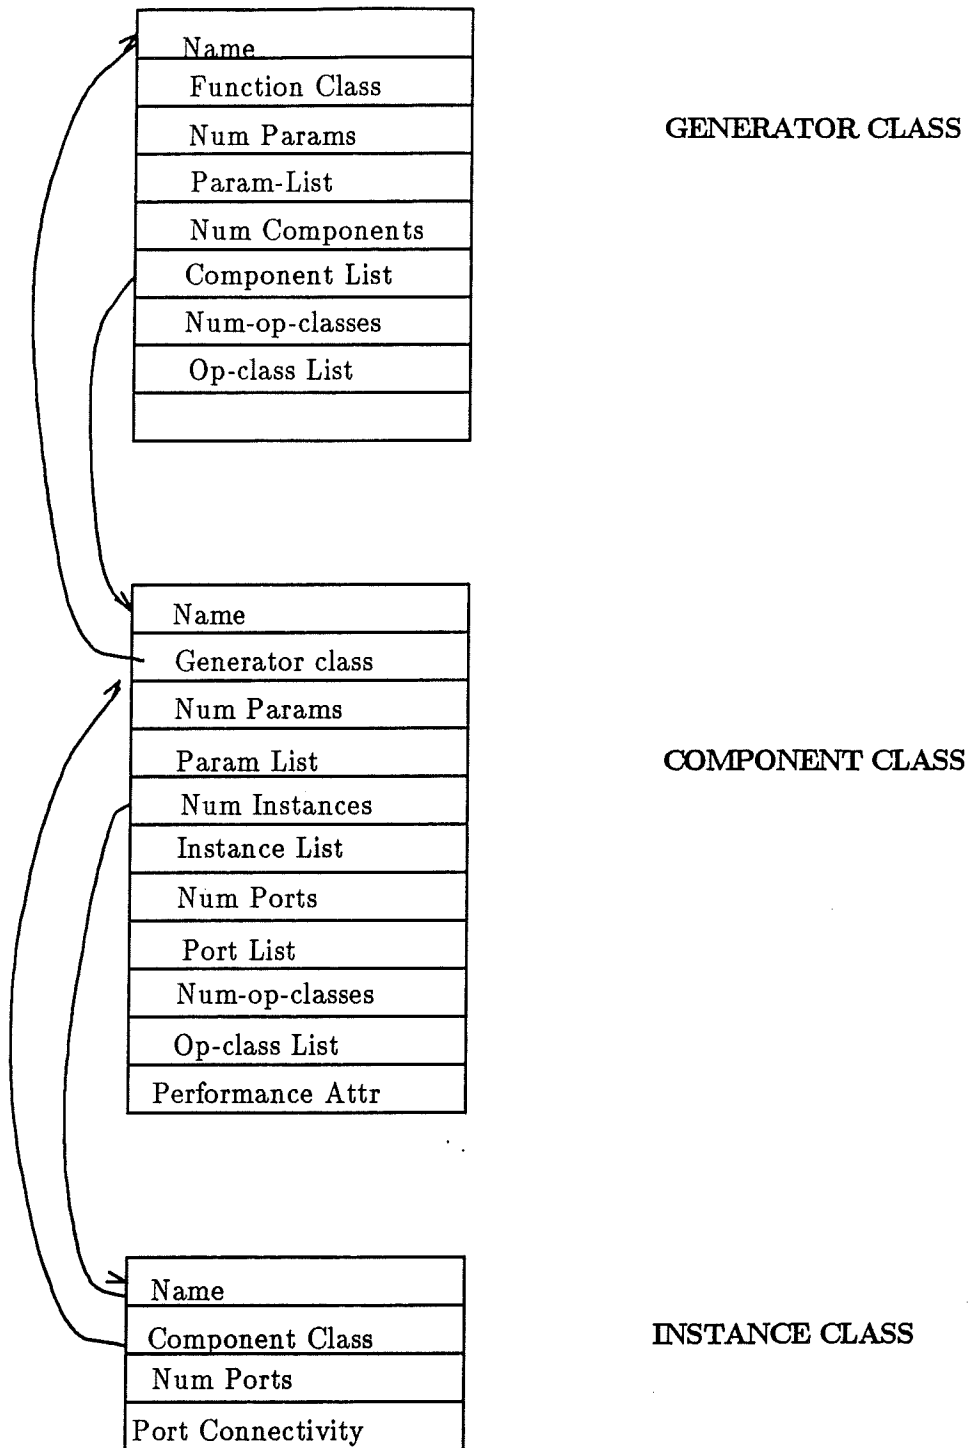 Name
Function Class
Num Params
GENERATOR CLASS
Param-List
Num Components
Component List
Num-op-classes
Op-class List
Name
Generator class
Num Params
Param List
COMPONENT CLASS
Num Instances
Instance List
Num Ports
Port List
Num-op-classes
Op-class List
Performance Attr
Name
Component Class
INSTANCE CLASS
Num Ports
Port Connectivity